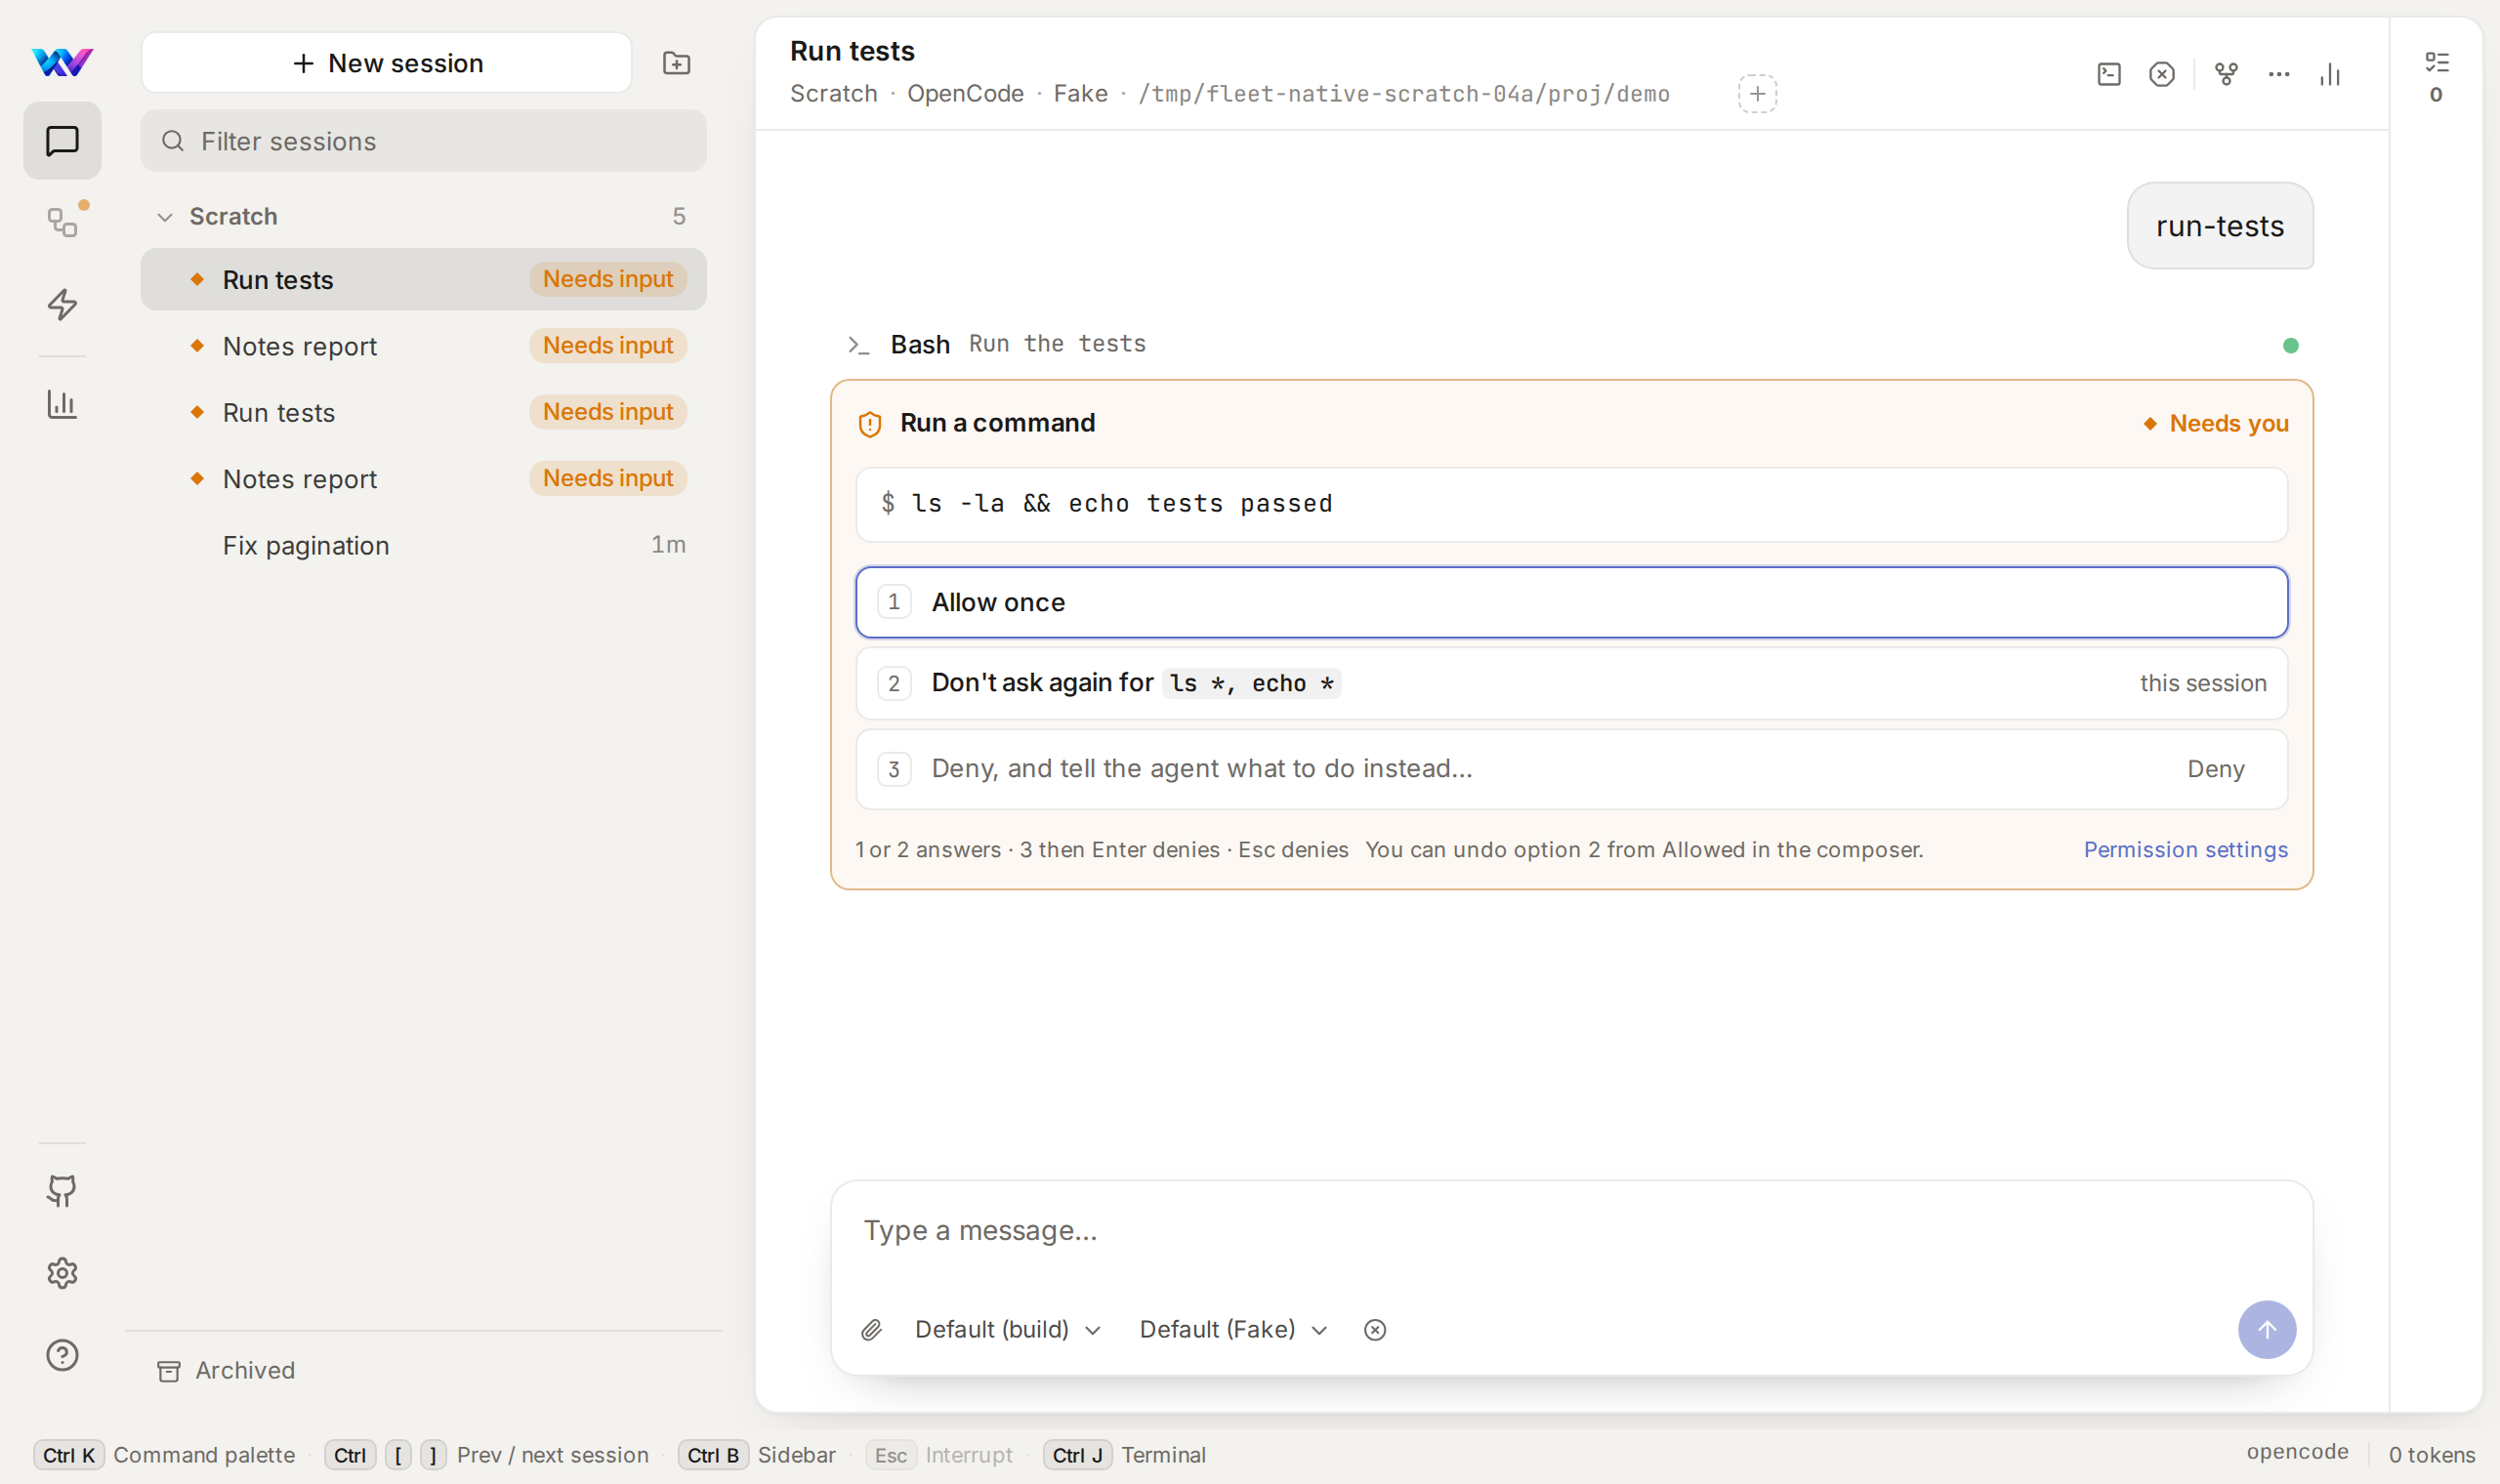 New session
Filter sessions
Scratch 5
Run tests Needs input
Notes report Needs input
Run tests Needs input
Notes report Needs input
Fix pagination 1m
Archived
Run tests
Scratch · OpenCode · Fake · /tmp/fleet-native-scratch-04a/proj/demo
0
run-tests
Bash Run the tests
Run a command Needs you
$ ls -la && echo tests passed
1 Allow once
2 Don't ask again for ls *, echo * this session
3 Deny, and tell the agent what to do instead... Deny
1 or 2 answers · 3 then Enter denies · Esc denies You can undo option 2 from Allowed in the composer. Permission settings
Type a message...
Default (build) Default (Fake)
Ctrl K Command palette · Ctrl [ ] Prev / next session · Ctrl B Sidebar · Esc Interrupt · Ctrl J Terminal opencode 0 tokens